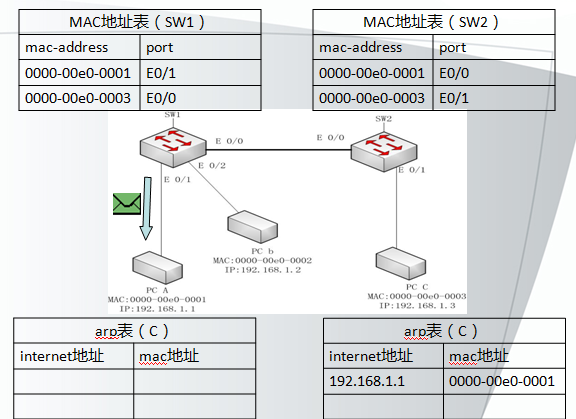 MAC地址表（SW1）
mac-address port
0000-00e0-0001 E0/1
0000-00e0-0003 E0/0
MAC地址表（SW2）
mac-address port
0000-00e0-0001 E0/0
0000-00e0-0003 E0/1
SW1
SW2
E 0/0
E 0/0
E 0/2
E 0/1
E 0/1
PC b
MAC:0000-00e0-0002
IP:192.168.1.2
PC A
MAC:0000-00e0-0001
IP:192.168.1.1
PC C
MAC:0000-00e0-0003
IP:192.168.1.3
arp表（C）
internet地址 mac地址
arp表（C）
internet地址 mac地址
192.168.1.1 0000-00e0-0001